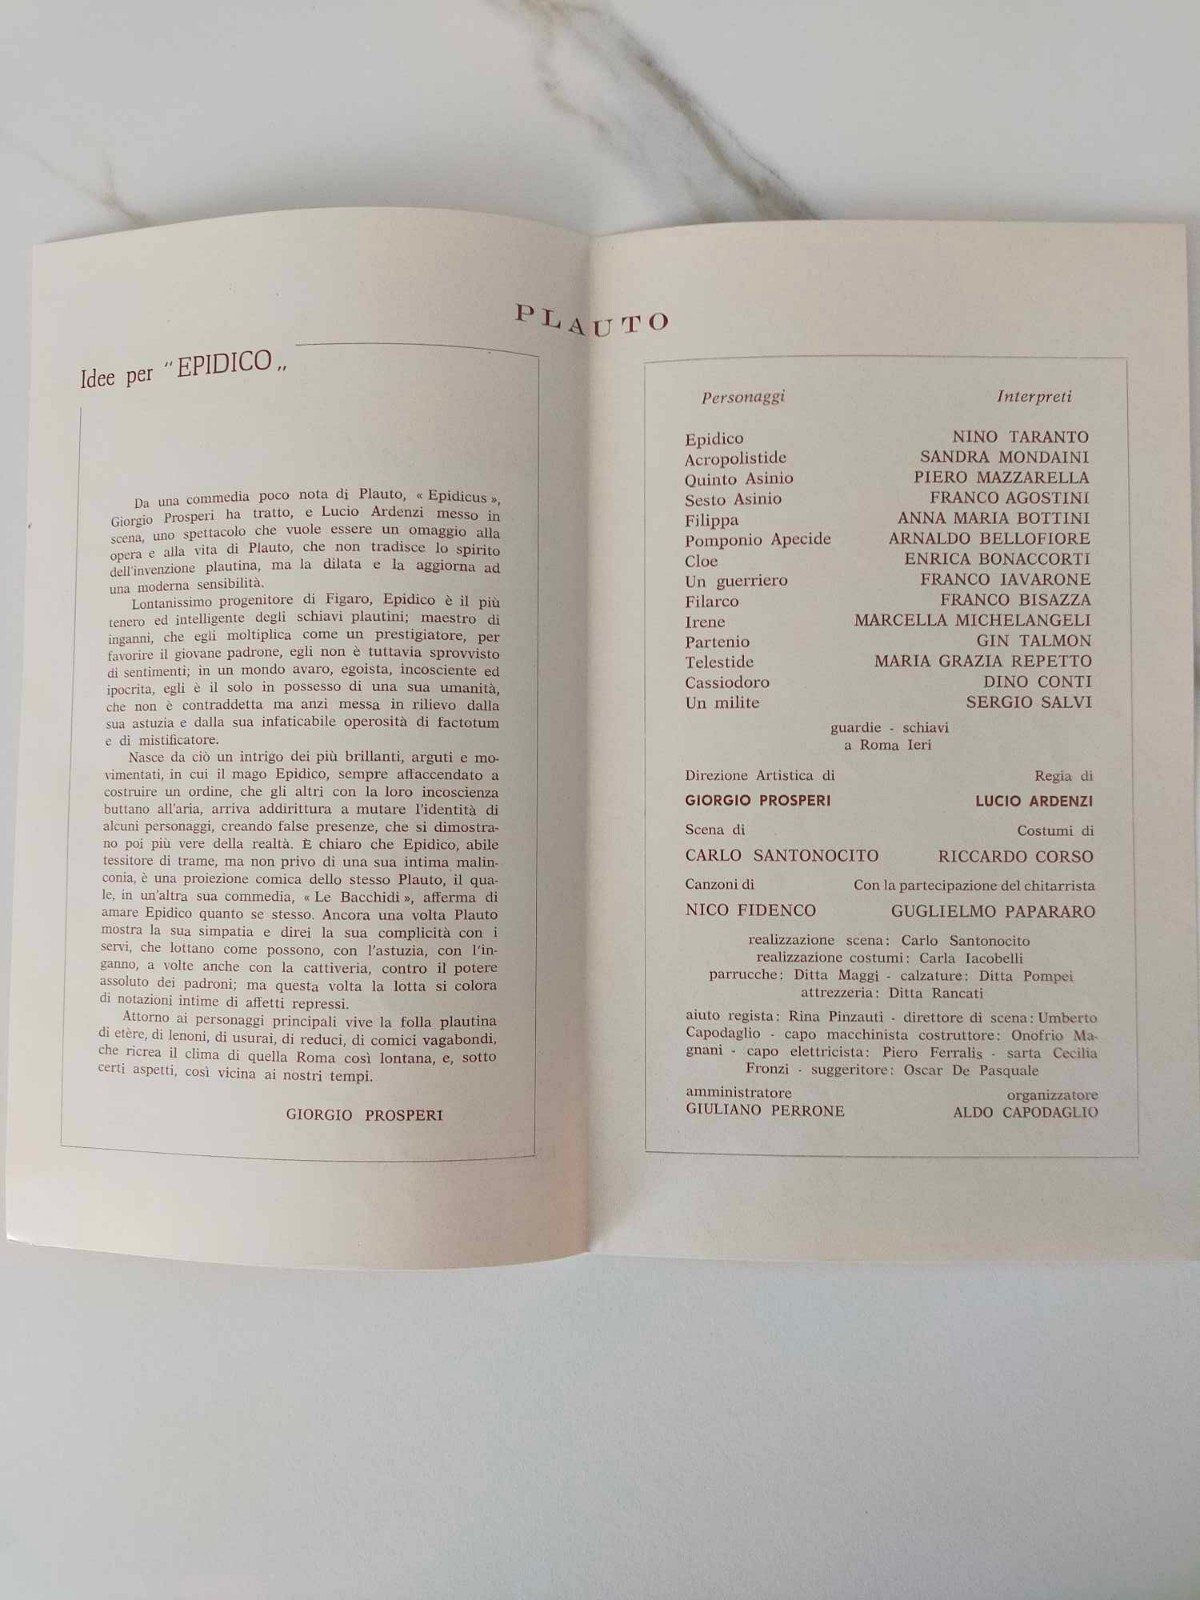 PLAUTO
Idee per "EPIDICO„
Da una commedia poco nota di Plauto, « Epidicus »,
Giorgio Prosperi ha tratto, e Lucio Ardenzi messo in
scena, uno spettacolo che vuole essere un omaggio alla
opera e alla vita di Plauto, che non tradisce lo spirito
dell'invenzione plautina, ma la dilata e la aggiorna ad
una moderna sensibilità.
Lontanissimo progenitore di Figaro, Epidico è il più
tenero ed intelligente degli schiavi plautini; maestro di
inganni, che egli moltiplica come un prestigiatore, per
favorire il giovane padrone, egli non è tuttavia sprovvisto
di sentimenti; in un mondo avaro, egoista, incosciente ed
ipocrita, egli è il solo in possesso di una sua umanità,
che non è contraddetta ma anzi messa in rilievo dalla
sua astuzia e dalla sua infaticabile operosità di factotum
e di mistificatore.
Nasce da ciò un intrigo dei più brillanti, arguti e mo-
vimentati, in cui il mago Epidico, sempre affaccendato a
costruire un ordine, che gli altri con la loro incoscienza
buttano all'aria, arriva addirittura a mutare l'identità di
alcuni personaggi, creando false presenze, che si dimostra-
no poi più vere della realtà. È chiaro che Epidico, abile
tessitore di trame, ma non privo di una sua intima malin-
conia, è una proiezione comica dello stesso Plauto, il qua-
le, in un'altra sua commedia, « Le Bacchidi », afferma di
amare Epidico quanto se stesso. Ancora una volta Plauto
mostra la sua simpatia e direi la sua complicità con i
servi, che lottano come possono, con l'astuzia, con l'in-
ganno, a volte anche con la cattiveria, contro il potere
assoluto dei padroni; ma questa volta la lotta si colora
di notazioni intime di affetti repressi.
Attorno ai personaggi principali vive la folla plautina
di etère, di lenoni, di usurai, di reduci, di comici vagabondi,
che ricrea il clima di quella Roma così lontana, e, sotto
certi aspetti, così vicina ai nostri tempi.
GIORGIO PROSPERI
Personaggi Interpreti
Epidico NINO TARANTO
Acropolistide SANDRA MONDAINI
Quinto Asinio PIERO MAZZARELLA
Sesto Asinio FRANCO AGOSTINI
Filippa ANNA MARIA BOTTINI
Pomponio Apecide ARNALDO BELLOFIORE
Cloe ENRICA BONACCORTI
Un guerriero FRANCO IAVARONE
Filarco FRANCO BISAZZA
Irene MARCELLA MICHELANGELI
Partenio GIN TALMON
Telestide MARIA GRAZIA REPETTO
Cassiodoro DINO CONTI
Un milite SERGIO SALVI
guardie - schiavi
a Roma Ieri
Direzione Artistica di Regia di
GIORGIO PROSPERI LUCIO ARDENZI
Scena di Costumi di
CARLO SANTONOCITO RICCARDO CORSO
Canzoni di Con la partecipazione del chitarrista
NICO FIDENCO GUGLIELMO PAPARARO
realizzazione scena: Carlo Santonocito
realizzazione costumi: Carla Iacobelli
parrucche: Ditta Maggi - calzature: Ditta Pompei
attrezzeria: Ditta Rancati
aiuto regista: Rina Pinzauti - direttore di scena: Umberto
Capodaglio - capo macchinista costruttore: Onofrio Ma-
gnani - capo elettricista: Piero Ferralis - sarta Cecilia
Fronzi - suggeritore: Oscar De Pasquale
amministratore organizzatore
GIULIANO PERRONE ALDO CAPODAGLIO